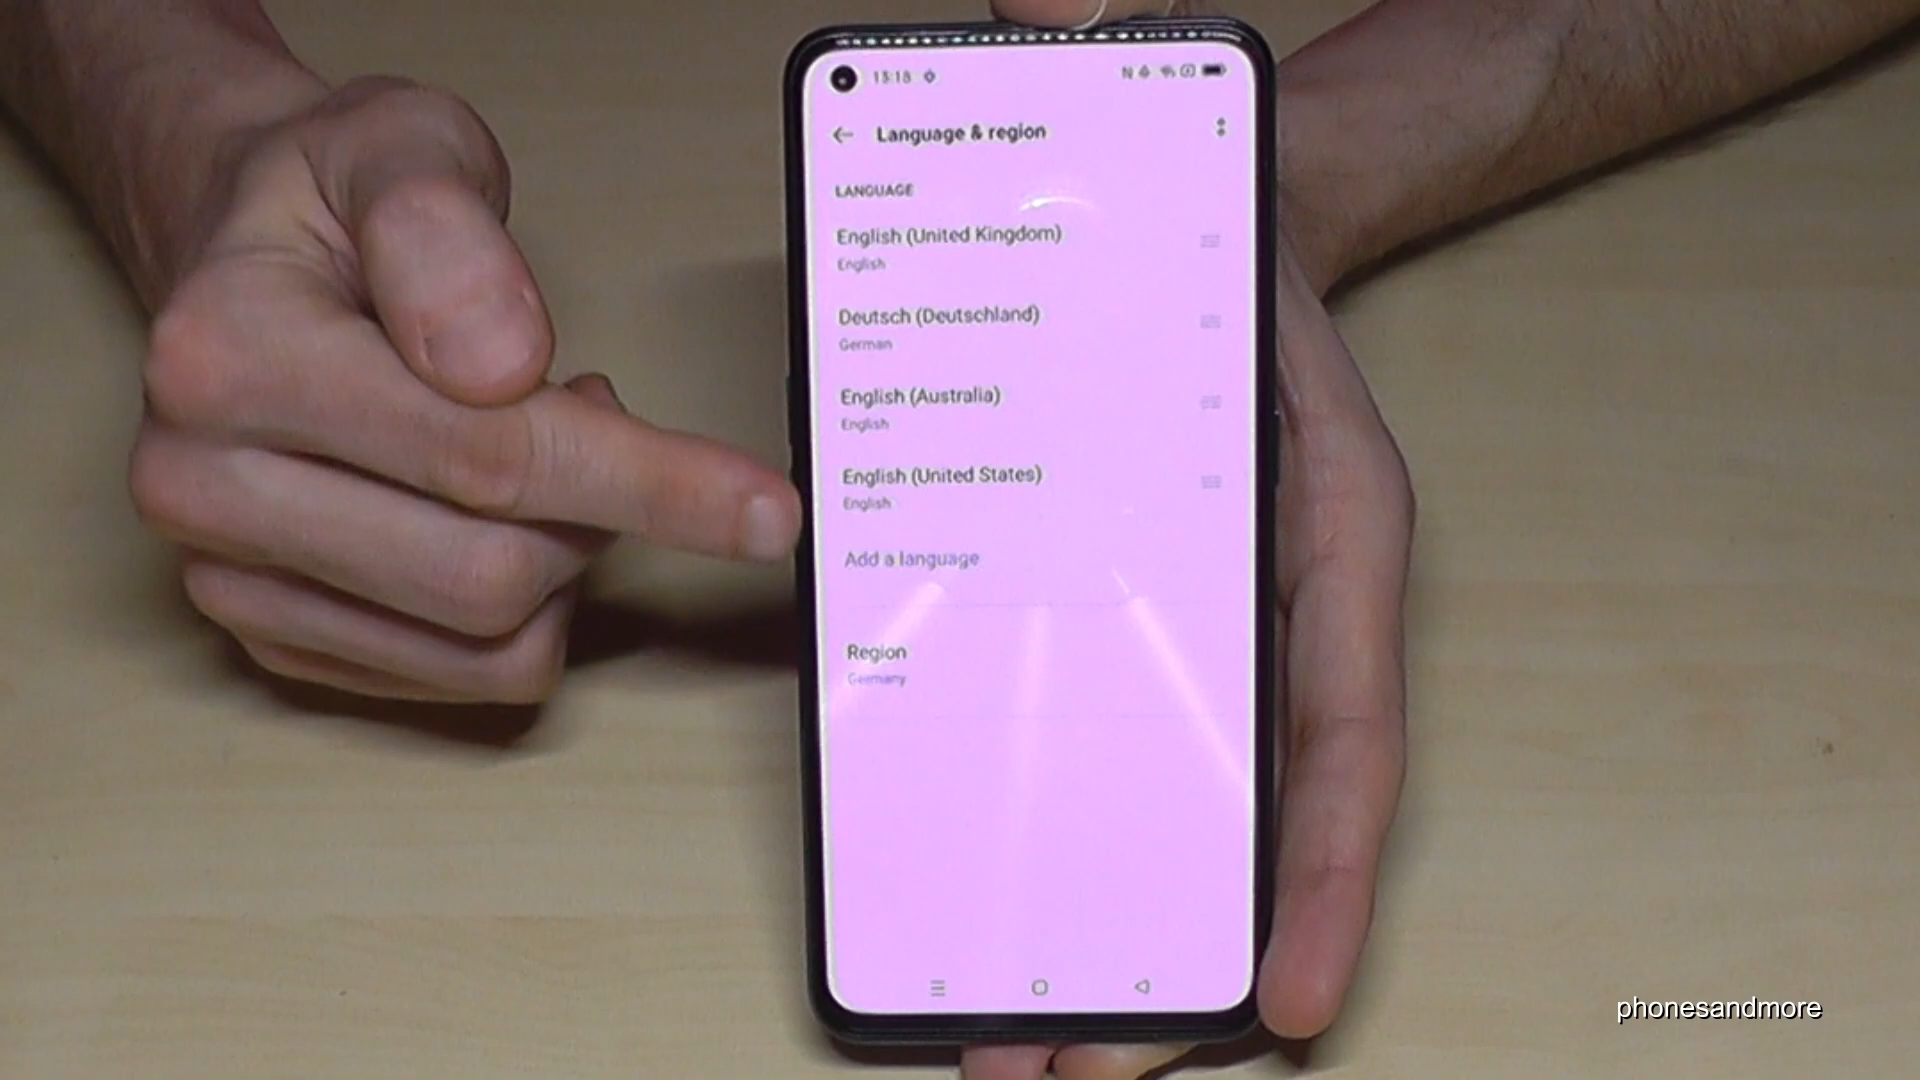 13:18
Language & region
LANGUAGE
English (United Kingdom)
English
Deutsch (Deutschland)
German
English (Australia)
English
English (United States)
English
Add a language
Region
Germany
phonesandmore